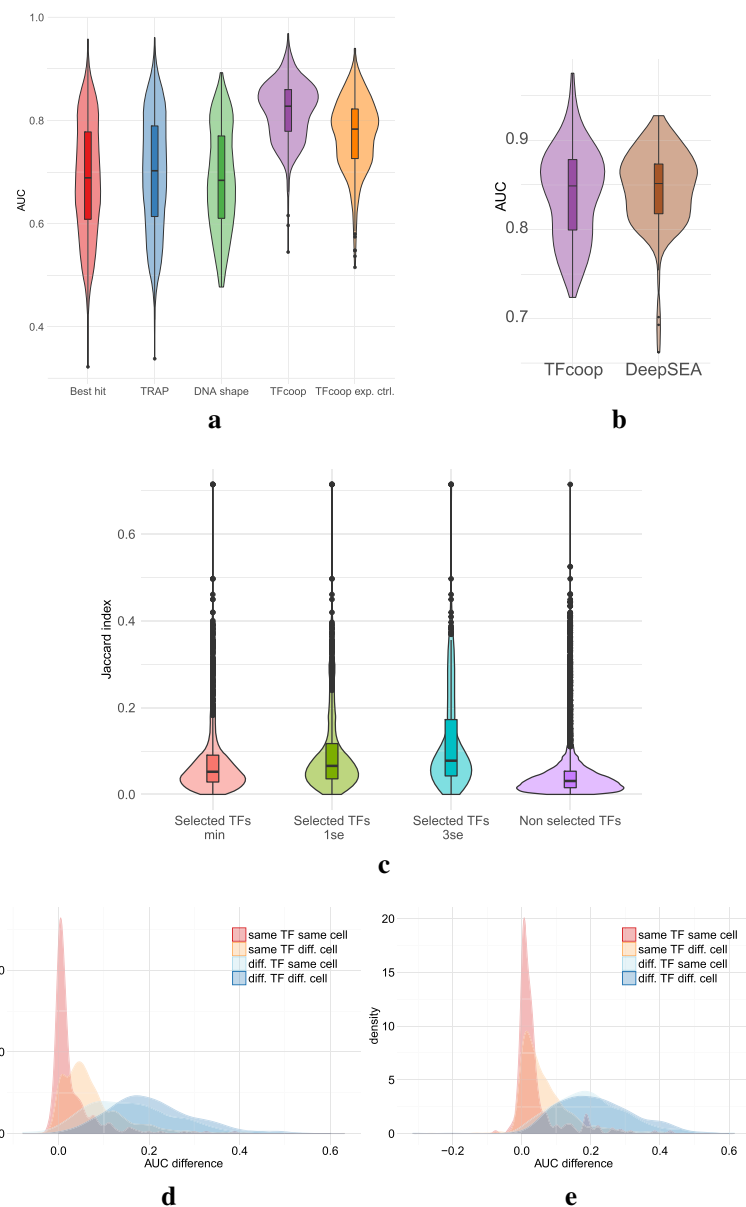 1.0
0.8
0.6
0.4
AUC
Best hit TRAP DNA shape TFcoop TFcoop exp. ctrl.
a
0.9
0.8
0.7
AUC
TFcoop DeepSEA
b
0.6
0.4
0.2
0.0
Jaccard index
Selected TFs Selected TFs Selected TFs Non selected TFs
min 1se 3se
c
same TF same cell
same TF diff. cell
diff. TF same cell
diff. TF diff. cell
0
0
0
0.0 0.2 0.4 0.6
AUC difference
d
20
15
10
5
0
density
same TF same cell
same TF diff. cell
diff. TF same cell
diff. TF diff. cell
−0.2 0.0 0.2 0.4 0.6
AUC difference
e